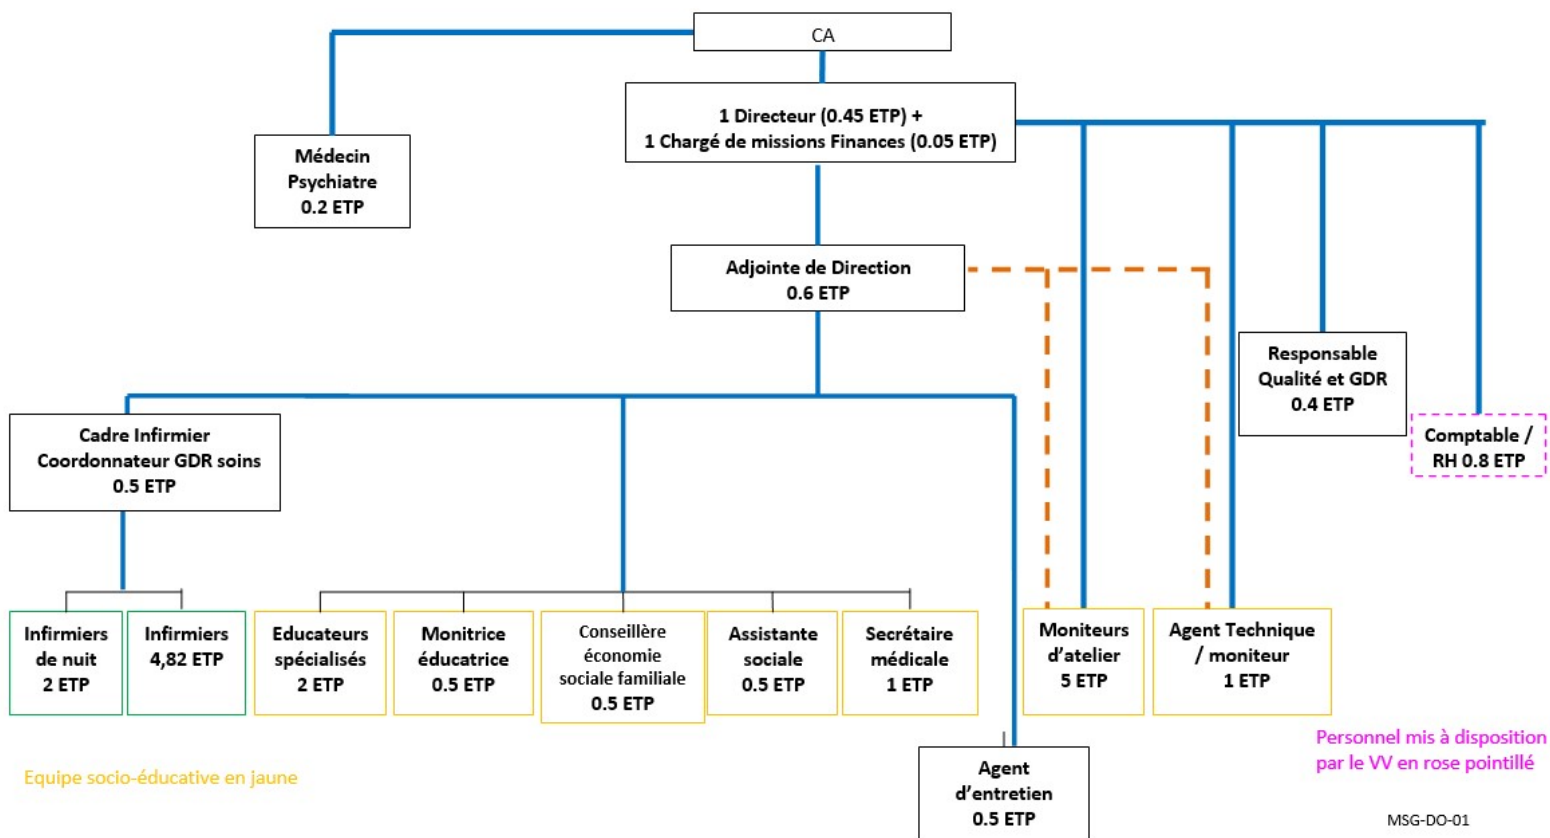 CA
1 Directeur (0.45 ETP) +
1 Chargé de missions Finances (0.05 ETP)
Médecin
Psychiatre
0.2 ETP
Adjointe de Direction
0.6 ETP
Responsable
Qualité et GDR
0.4 ETP
Comptable /
RH 0.8 ETP
Cadre Infirmier
Coordonnateur GDR soins
0.5 ETP
Infirmiers
de nuit
2 ETP
Infirmiers
4,82 ETP
Educateurs
spécialisés
2 ETP
Monitrice
éducatrice
0.5 ETP
Conseillère
économie
sociale familiale
0.5 ETP
Assistante
sociale
0.5 ETP
Secrétaire
médicale
1 ETP
Moniteurs
d’atelier
5 ETP
Agent Technique
/ moniteur
1 ETP
Agent
d’entretien
0.5 ETP
Equipe socio-éducative en jaune
Personnel mis à disposition
par le VV en rose pointillé
MSG-DO-01